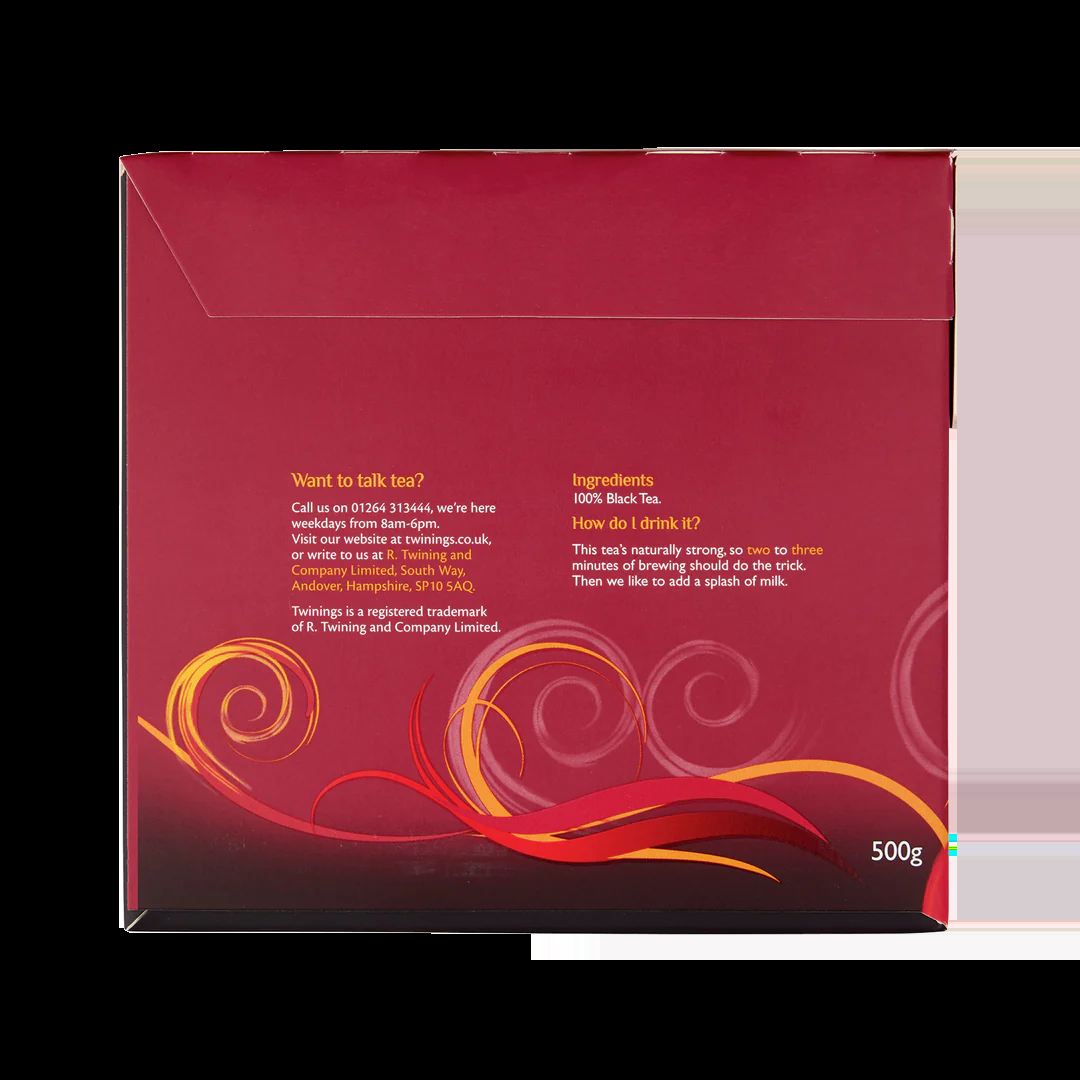 Want to talk tea?
Call us on 01264 313444, we're here
weekdays from 8am-6pm.
Visit our website at twinings.co.uk,
or write to us at R. Twining and
Company Limited, South Way,
Andover, Hampshire, SP10 5AQ.
Twinings is a registered trademark
of R. Twining and Company Limited.
Ingredients
100% Black Tea.
How do I drink it?
This tea's naturally strong, so two to three
minutes of brewing should do the trick.
Then we like to add a splash of milk.
500g